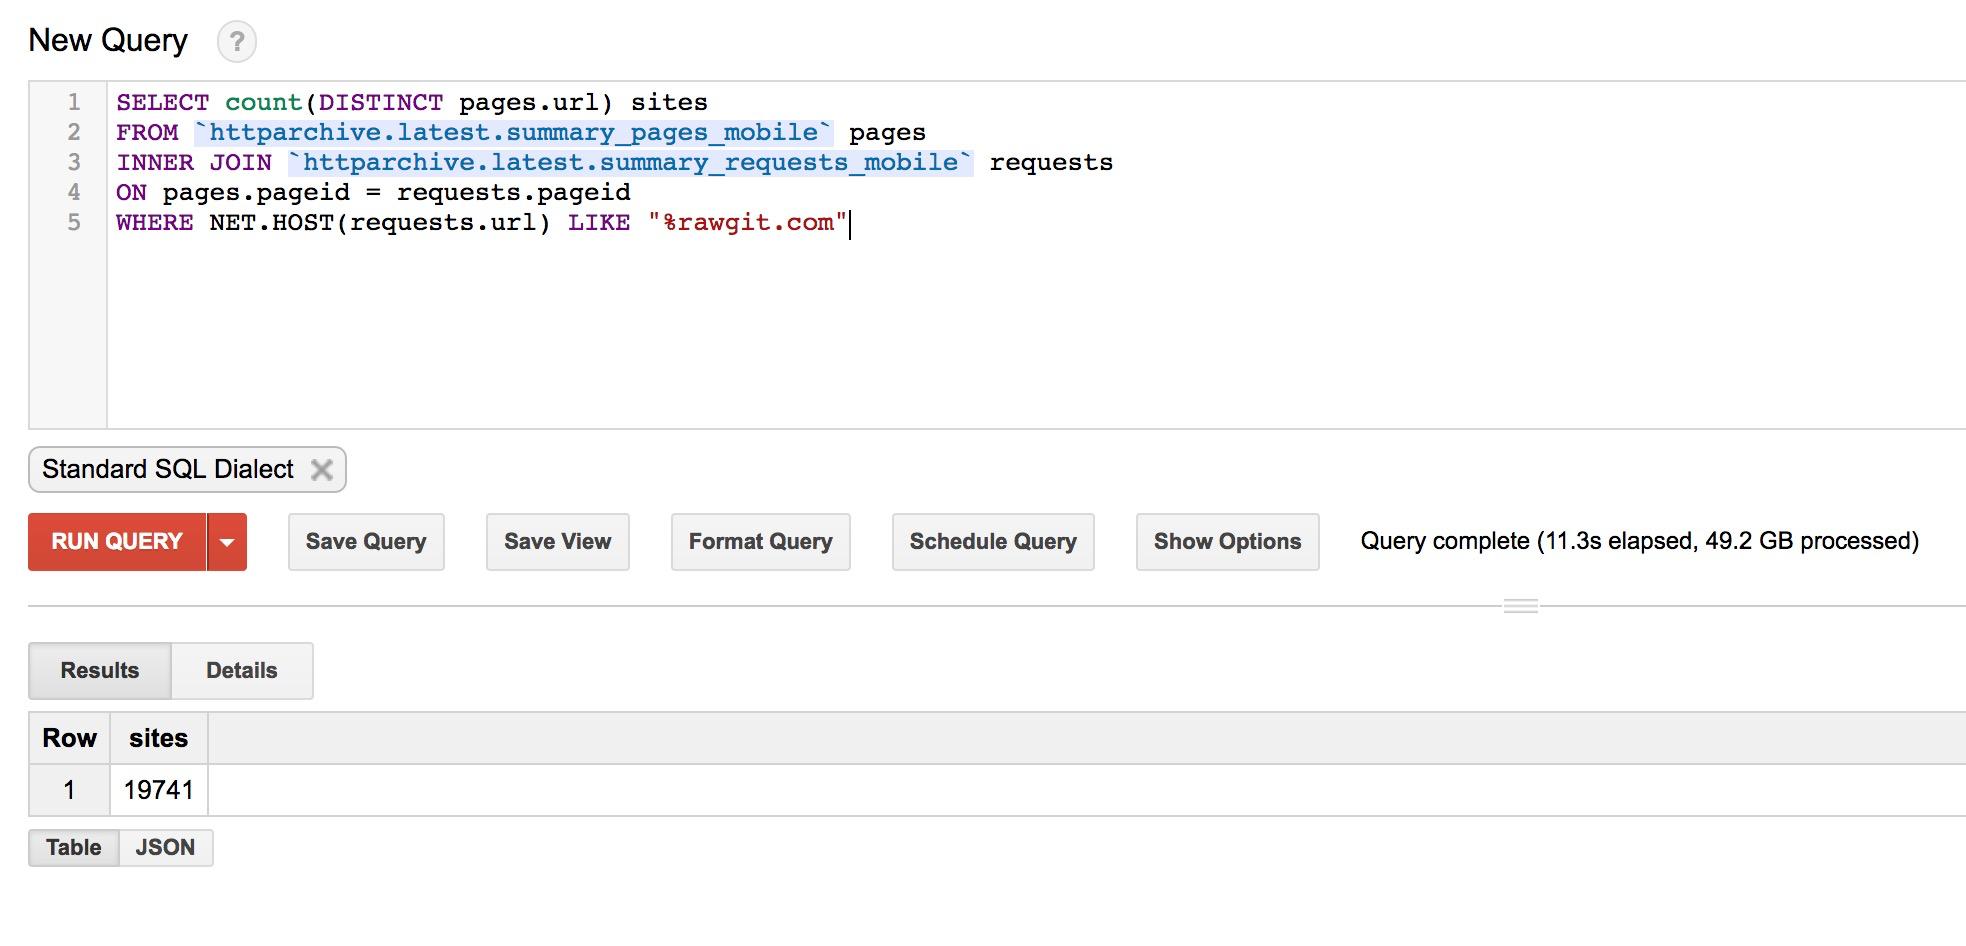 New Query ?
1 SELECT count(DISTINCT pages.url) sites
2 FROM `httparchive.latest.summary_pages_mobile` pages
3 INNER JOIN `httparchive.latest.summary_requests_mobile` requests
4 ON pages.pageid = requests.pageid
5 WHERE NET.HOST(requests.url) LIKE "%rawgit.com"
Standard SQL Dialect
RUN QUERY Save Query Save View Format Query Schedule Query Show Options Query complete (11.3s elapsed, 49.2 GB processed)
Results Details
Row sites
1 19741
Table JSON